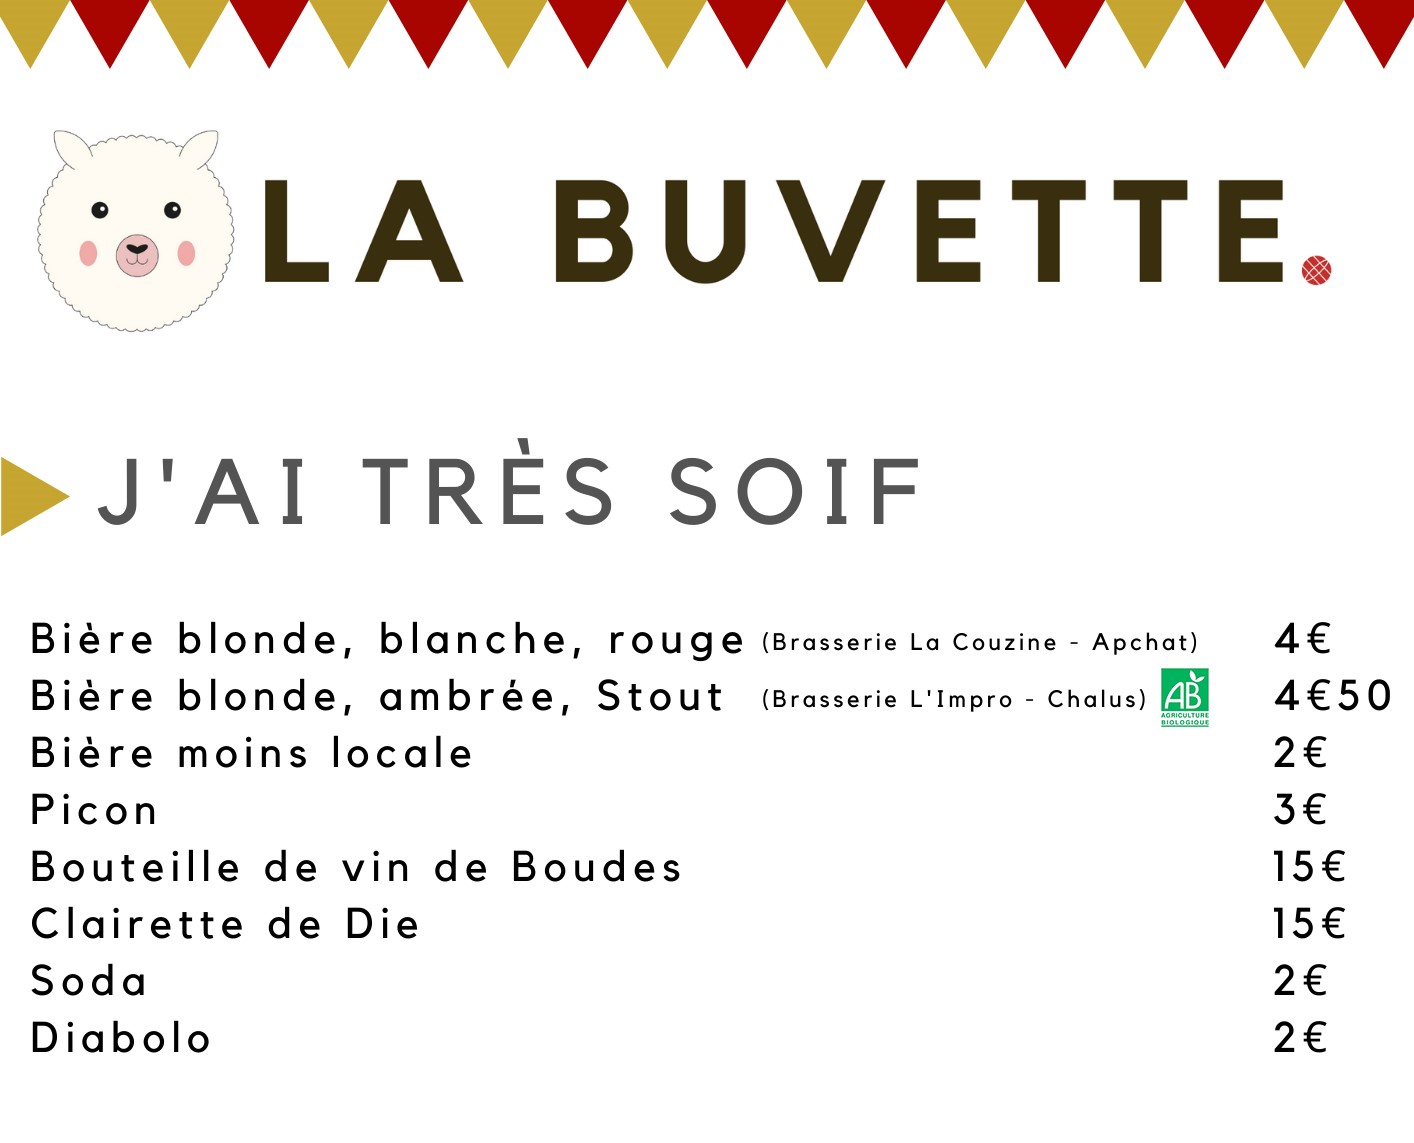 LA BUVETTE.
J'AI TRÈS SOIF
Bière blonde, blanche, rouge (Brasserie La Couzine - Apchat) 4€
Bière blonde, ambrée, Stout (Brasserie L'Impro - Chalus) AB AGRICULTURE BIOLOGIQUE 4€50
Bière moins locale 2€
Picon 3€
Bouteille de vin de Boudes 15€
Clairette de Die 15€
Soda 2€
Diabolo 2€